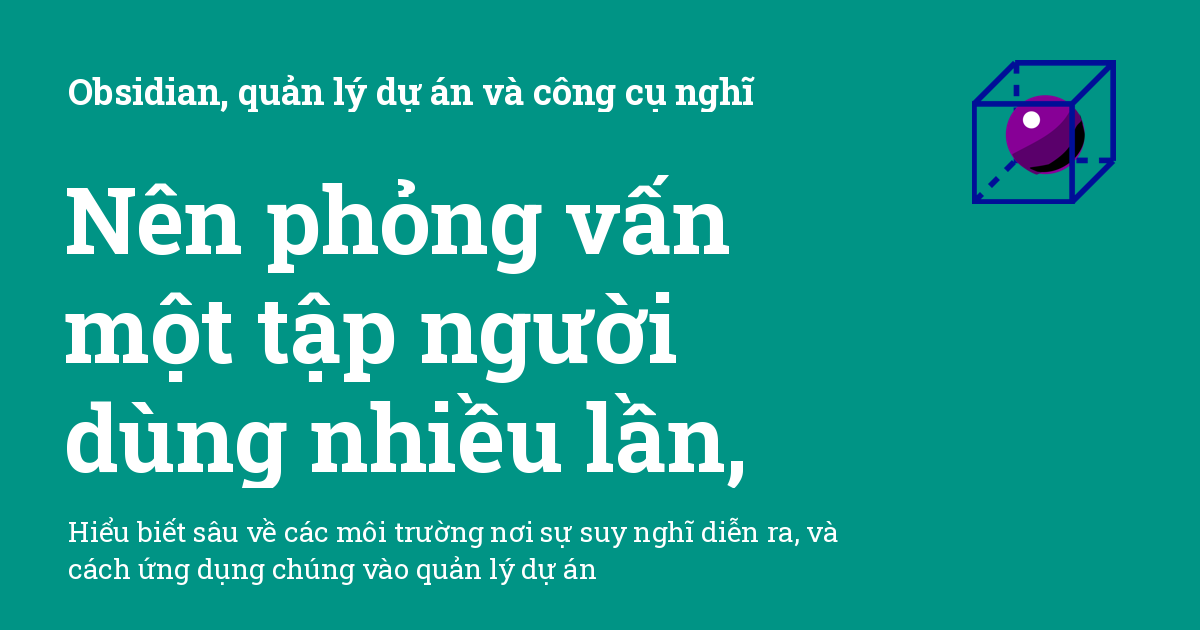 Obsidian, quản lý dự án và công cụ nghĩ
Nên phỏng vấn
một tập người
dùng nhiều lần,
Hiểu biết sâu về các môi trường nơi sự suy nghĩ diễn ra, và
cách ứng dụng chúng vào quản lý dự án